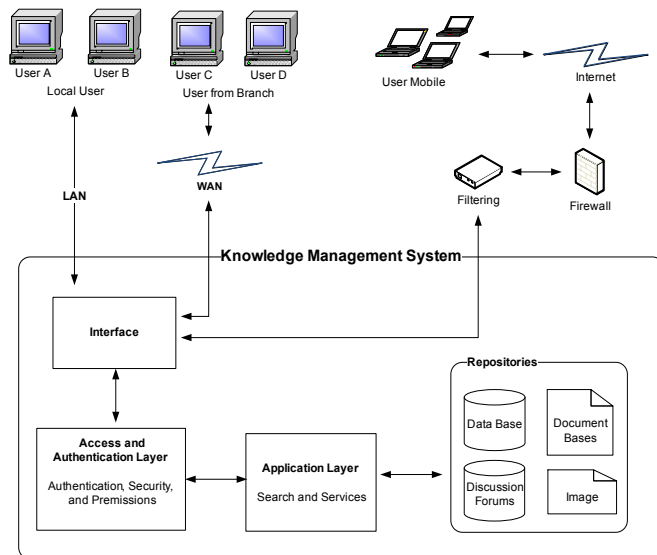 User A
User B
User C
User D
Local User
User from Branch
User Mobile
Internet
LAN
WAN
Filtering
Firewall
Knowledge Management System
Interface
Repositories
Data Base
Document
Bases
Discussion
Forums
Image
Access and
Authentication Layer
Authentication, Security,
and Premissions
Application Layer
Search and Services